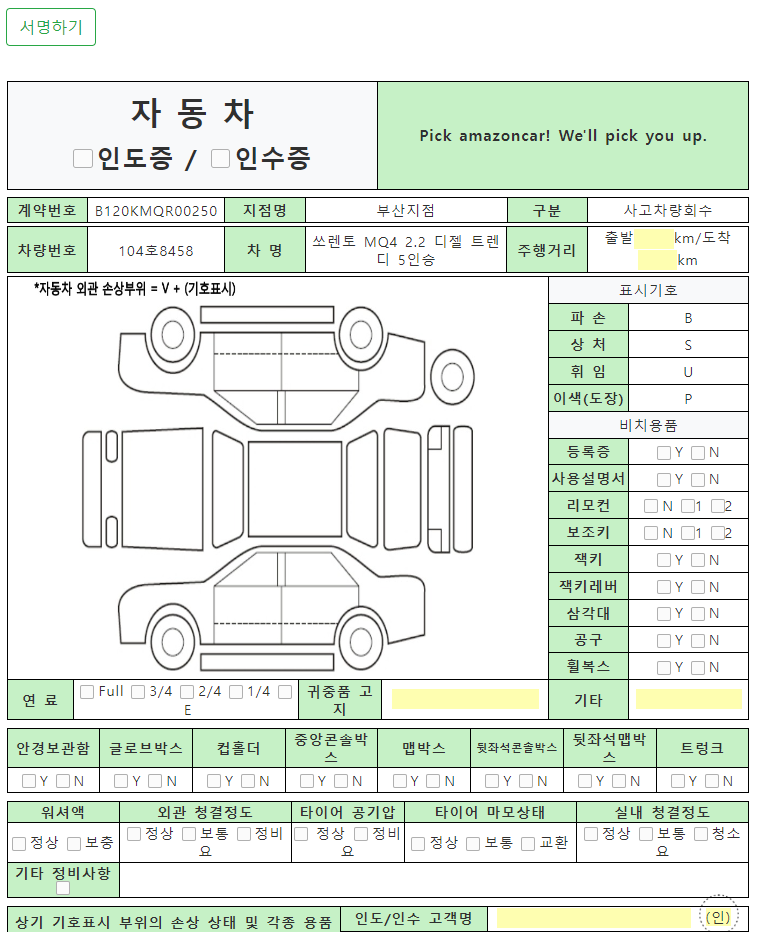 서명하기
자 동 차
인도증 / 인수증
Pick amazoncar! We'll pick you up.
계약번호 B120KMQR00250 지점명 부산지점 구분 사고차량회수
차량번호 104호8458 차 명 쏘렌토 MQ4 2.2 디젤 트렌
디 5인승 주행거리 출발 km/도착
km
*자동차 외관 손상부위 = V + (기호표시)
표시기호
파 손 B
상 처 S
휘 임 U
이색(도장) P
비치용품
등록증 Y N
사용설명서 Y N
리모컨 N 1 2
보조키 N 1 2
잭키 Y N
잭키레버 Y N
삼각대 Y N
공구 Y N
휠복스 Y N
연 료 Full 3/4 2/4 1/4
E
귀중품 고
지
기타
안경보관함 글로브박스 컵홀더 중앙콘솔박
스 맵박스 뒷좌석콘솔박스 뒷좌석맵박
스 트렁크
Y N Y N Y N Y N Y N Y N Y N Y N
워셔액 외관 청결정도 타이어 공기압 타이어 마모상태 실내 청결정도
정상 보충 정상 보통 정비
요 정상 정비
요 정상 보통 교환 정상 보통 청소
요
기타 정비사항
상기 기호표시 부위의 손상 상태 및 각종 용품 인도/인수 고객명 (인)